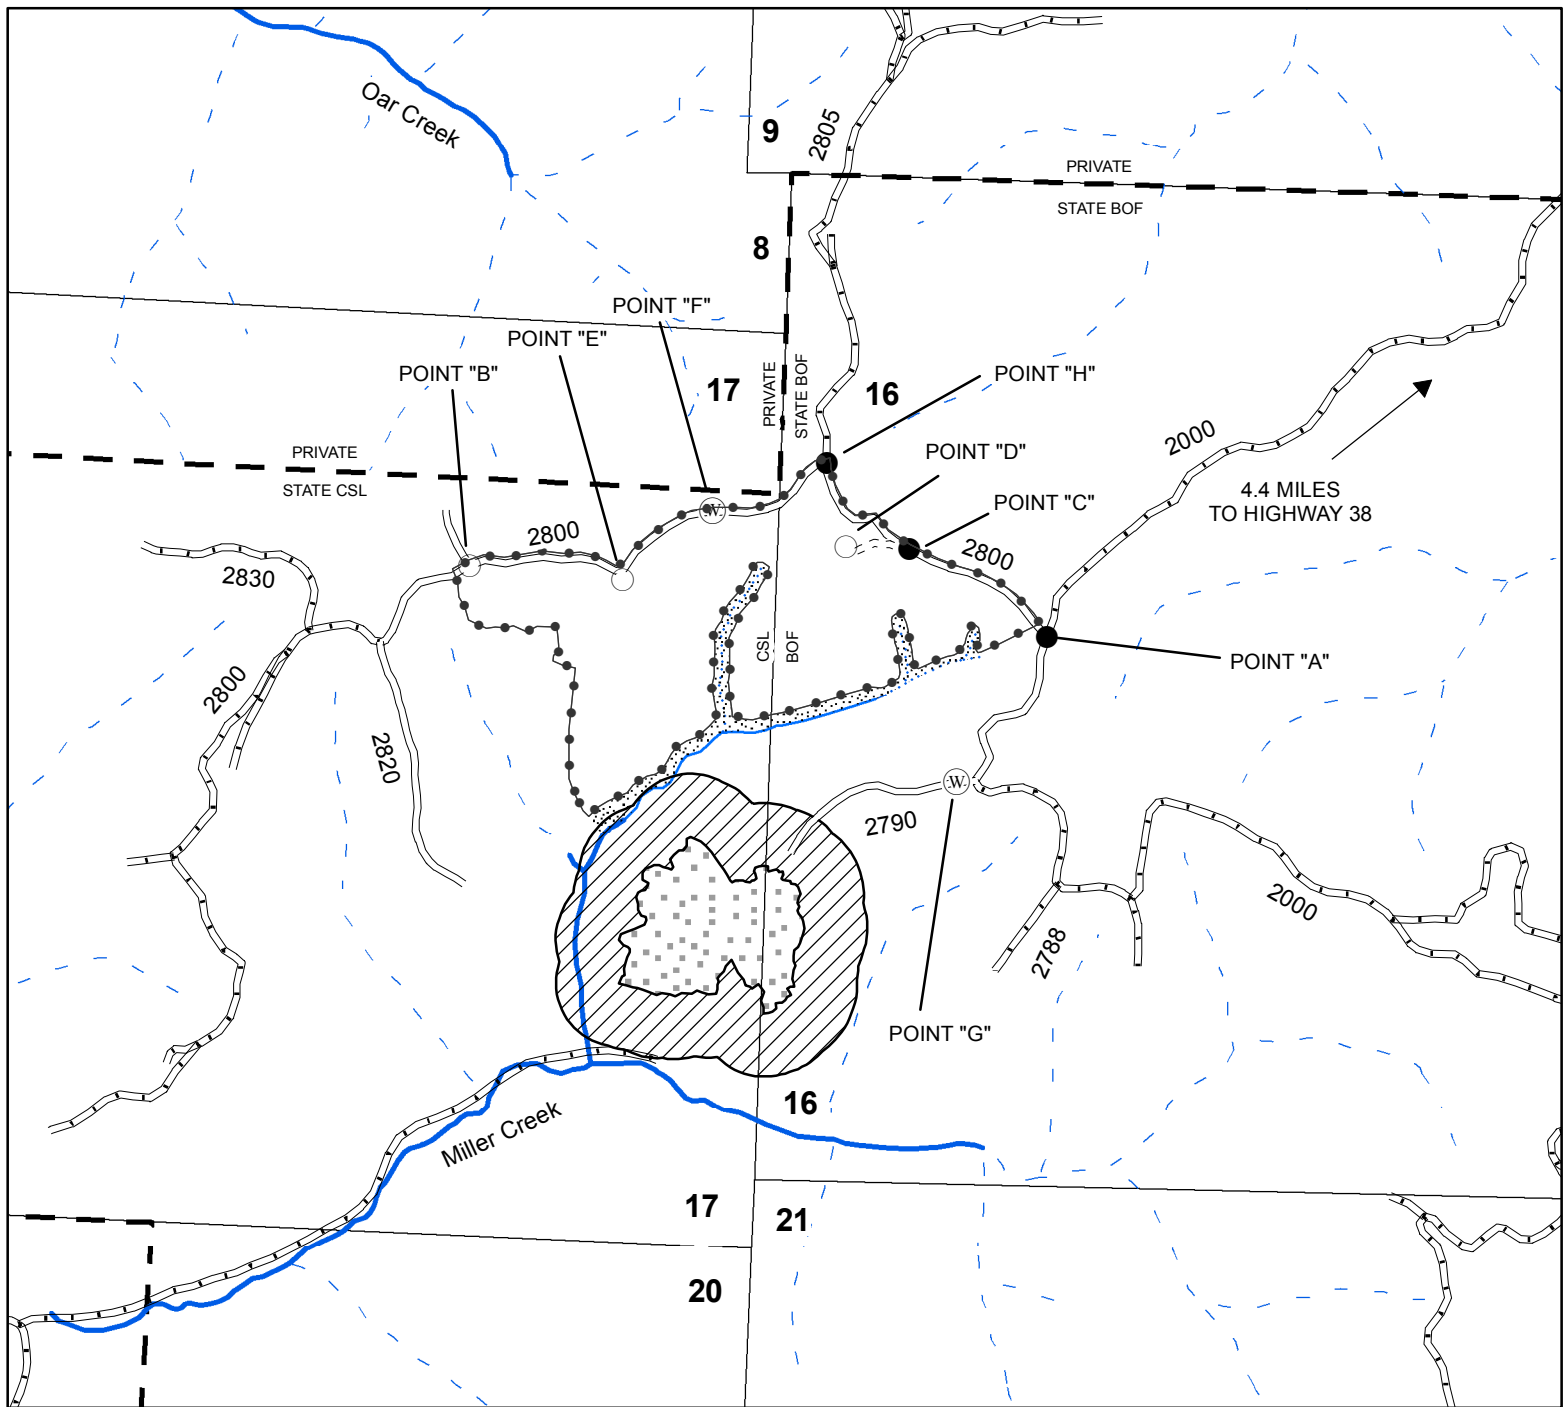 Oar Creek
9
2805
PRIVATE
STATE BOF
8
POINT "F"
POINT "E"
POINT "B"
17
PRIVATE
STATE BOF
16
POINT "H"
2000
PRIVATE
STATE CSL
POINT "D"
POINT "C"
4.4 MILES
TO HIGHWAY 38
W
2800
2800
2830
CSL
BOF
POINT "A"
2800
2820
W
2790
2000
2788
POINT "G"
16
Miller Creek
17
21
20